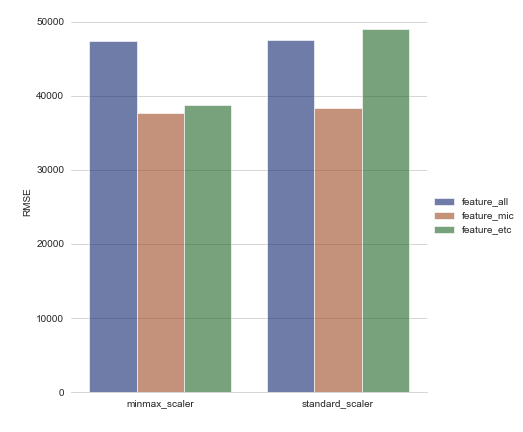 50000
40000
30000
20000
10000
0
RMSE
minmax_scaler
standard_scaler
feature_all
feature_mic
feature_etc